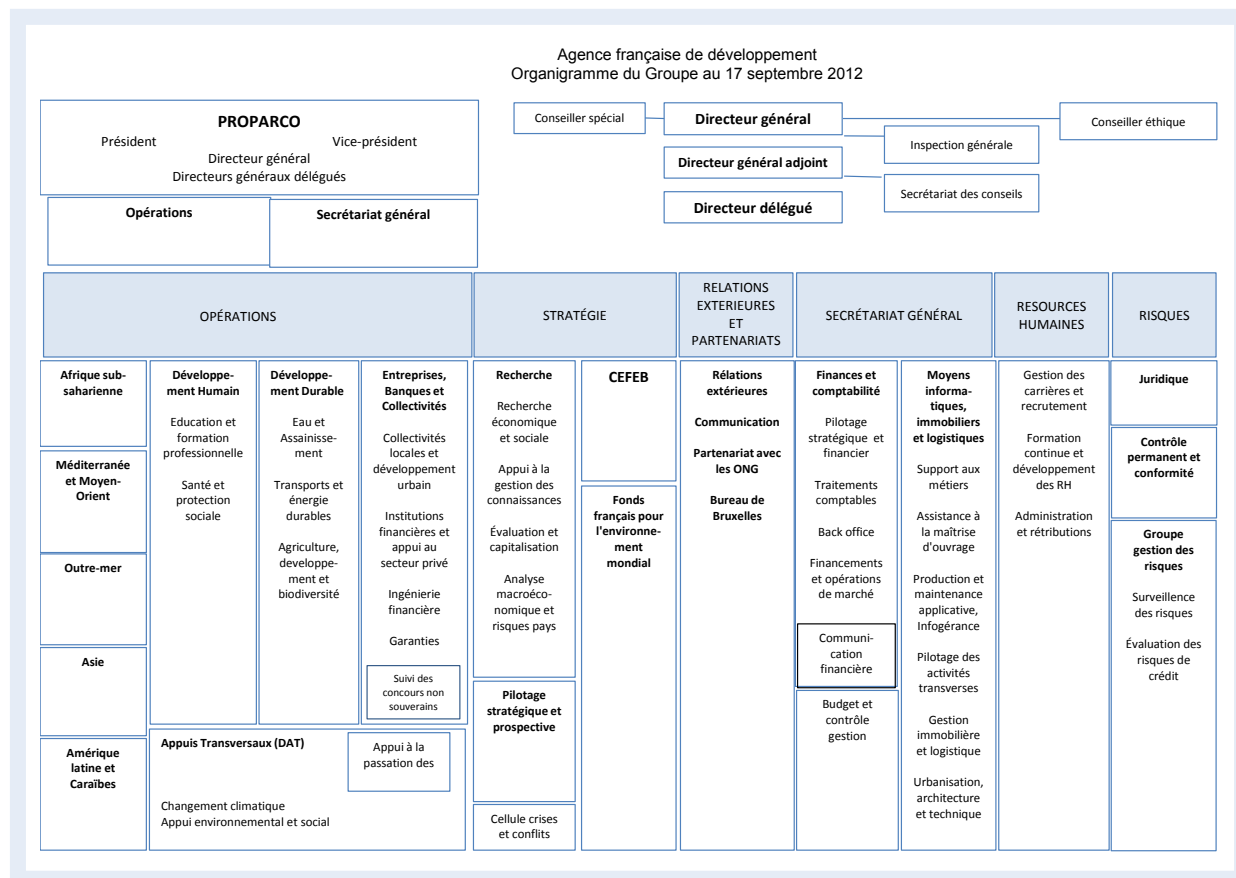 Agence française de développement
Organigramme du Groupe au 17 septembre 2012
PROPARCO
Président
Vice-président
Directeur général
Directeurs généraux délégués
Opérations
Secrétariat général
Conseiller spécial
Directeur général
Conseiller éthique
Inspection générale
Directeur général adjoint
Secrétariat des conseils
Directeur délégué
OPÉRATIONS
STRATÉGIE
RELATIONS
EXTERIEURES
ET
PARTENARIATS
SECRÉTARIAT GÉNÉRAL
RESOURCES
HUMAINES
RISQUES
Afrique sub-
saharienne
Méditerranée
et Moyen-
Orient
Outre-mer
Asie
Amérique
latine et
Caraïbes
Développe-
ment Humain
Education et
formation
professionnelle
Santé et
protection
sociale
Développe-
ment Durable
Eau et
Assainisse-
ment
Transports et
énergie
durables
Agriculture,
developpe-
ment et
biodiversité
Entreprises,
Banques et
Collectivités
Collectivités
locales et
développement
urbain
Institutions
financières et
appui au
secteur privé
Ingénierie
financière
Garanties
Suivi des
concours non
souverains
Appuis Transversaux (DAT)
Appui à la
passation des
Changement climatique
Appui environnemental et social
Recherche
Recherche
économique
et sociale
Appui à la
gestion des
connaissances
Évaluation et
capitalisation
Analyse
macroéco-
nomique et
risques pays
Pilotage
stratégique et
prospective
Cellule crises
et conflits
CEFEB
Fonds
français pour
l'environne-
ment
mondial
Rélations
extérieures
Communication
Partenariat avec
les ONG
Bureau de
Bruxelles
Finances et
comptabilité
Pilotage
stratégique et
financier
Traitements
comptables
Back office
Financements
et opérations
de marché
Communi-
cation
financière
Budget et
contrôle
gestion
Moyens
informa-
tiques,
immobiliers
et logistiques
Support aux
métiers
Assistance à
la maîtrise
d'ouvrage
Production et
maintenance
applicative,
Infogérance
Pilotage des
activités
transverses
Gestion
immobilière
et logistique
Urbanisation,
architecture
et technique
Gestion des
carrières et
recrutement
Formation
continue et
développement
des RH
Administration
et rétributions
Juridique
Contrôle
permanent et
conformité
Groupe
gestion des
risques
Surveillence
des risques
Évaluation des
risques de
crédit